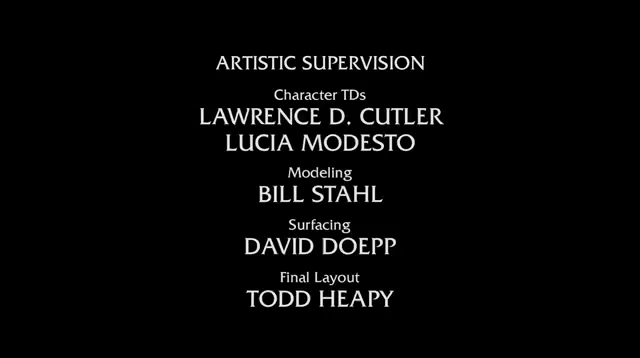 ARTISTIC SUPERVISION
Character TDs
LAWRENCE D. CUTLER
LUCIA MODESTO
Modeling
BILL STAHL
Surfacing
DAVID DOEPP
Final Layout
TODD HEAPY